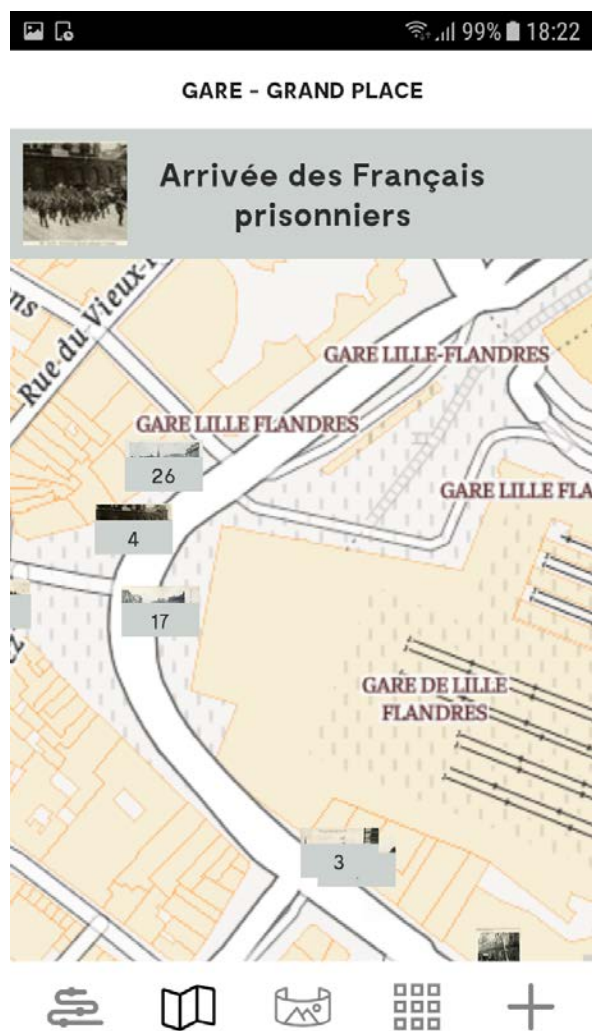 99% 18:22
GARE - GRAND PLACE
Arrivée des Français
prisonniers
Rue du Vieux-
ns
GARE LILLE-FLANDRES
GARE LILLE FLANDRES
26
GARE LILLE FLA
4
17
GARE DE LILLE
FLANDRES
3